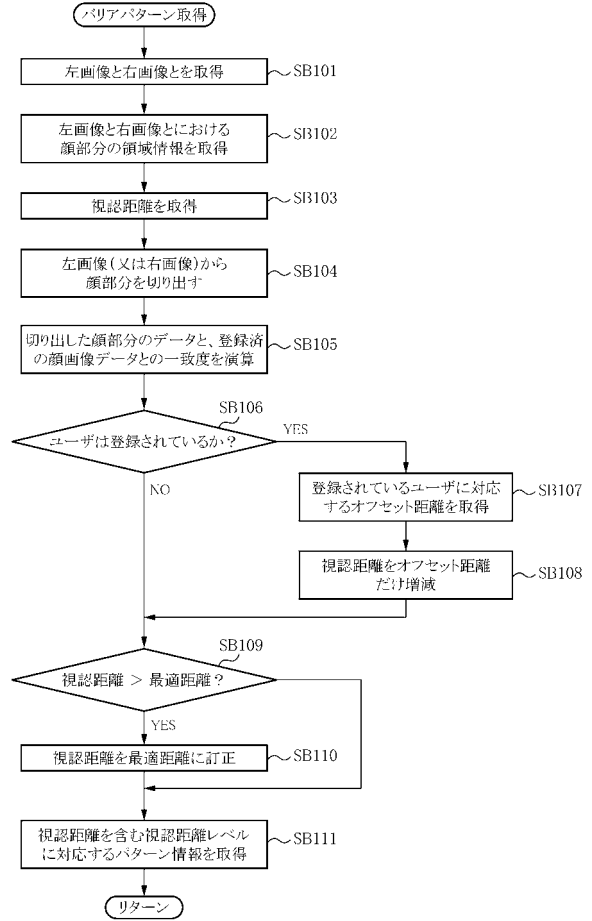 バリアパターン取得
左画像と右画像とを取得
SB101
左画像と右画像とにおける
顔部分の領域情報を取得
SB102
視認距離を取得
SB103
左画像(又は右画像)から
顔部分を切り出す
SB104
切り出した顔部分のデータと、登録済
の顔画像データとの一致度を演算
SB105
SB106
ユーザは登録されているか?
YES
NO
登録されているユーザに対応
するオフセット距離を取得
SB107
視認距離をオフセット距離
だけ増減
SB108
SB109
視認距離 > 最適距離?
YES
視認距離を最適距離に訂正
SB110
視認距離を含む視認距離レベル
に対応するパターン情報を取得
SB111
リターン